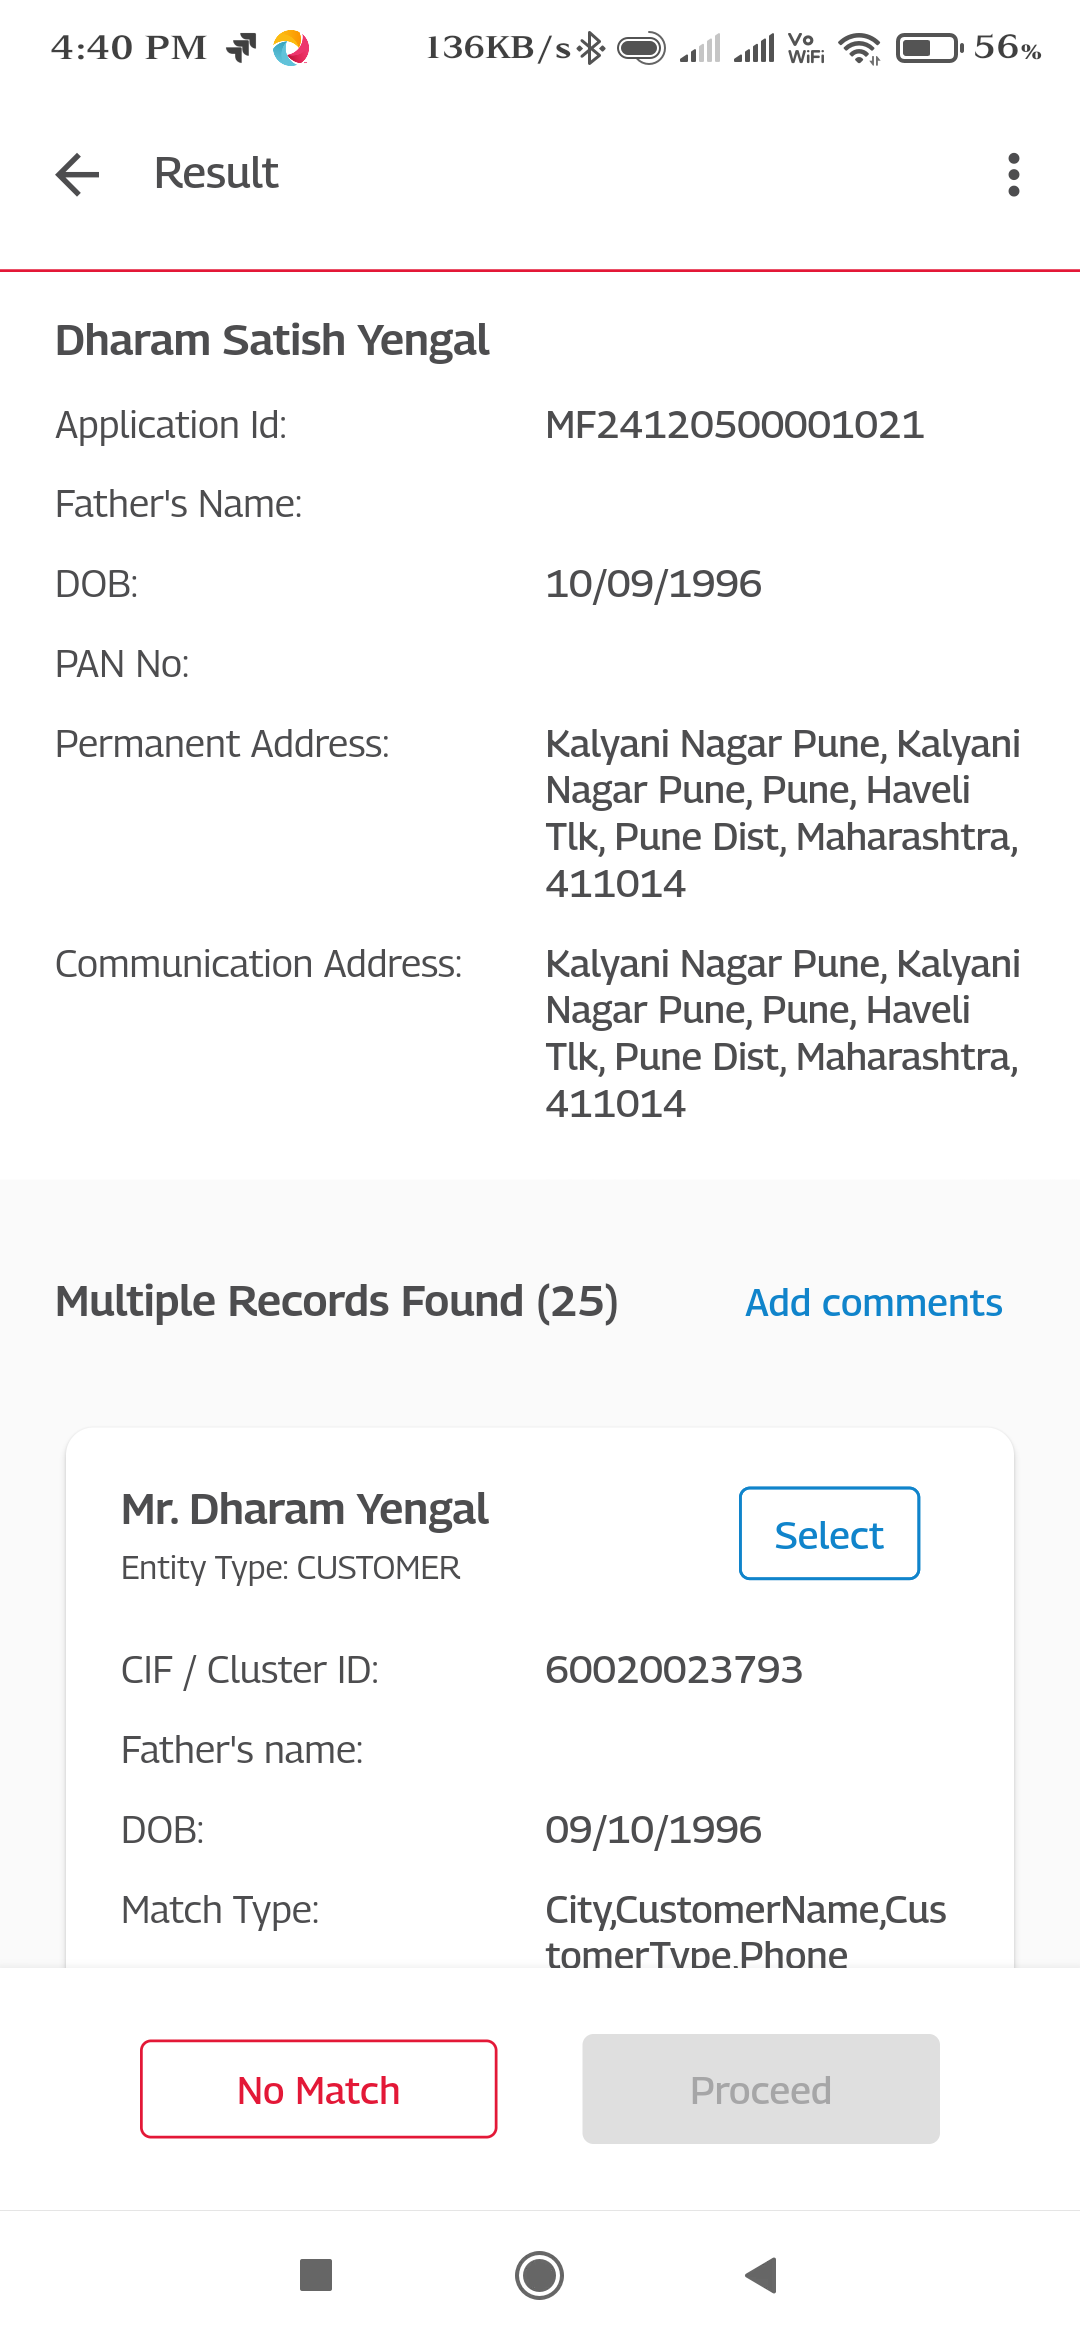 4:40 PM 136KB/s Vo WiFi 56%
Result
Dharam Satish Yengal
Application Id: MF24120500001021
Father's Name:
DOB: 10/09/1996
PAN No:
Permanent Address: Kalyani Nagar Pune, Kalyani
Nagar Pune, Pune, Haveli
Tlk, Pune Dist, Maharashtra,
411014
Communication Address: Kalyani Nagar Pune, Kalyani
Nagar Pune, Pune, Haveli
Tlk, Pune Dist, Maharashtra,
411014
Multiple Records Found (25) Add comments
Mr. Dharam Yengal
Select
Entity Type: CUSTOMER
CIF / Cluster ID: 60020023793
Father's name:
DOB: 09/10/1996
Match Type: City,CustomerName,Cus
tomerType,Phone
No Match Proceed